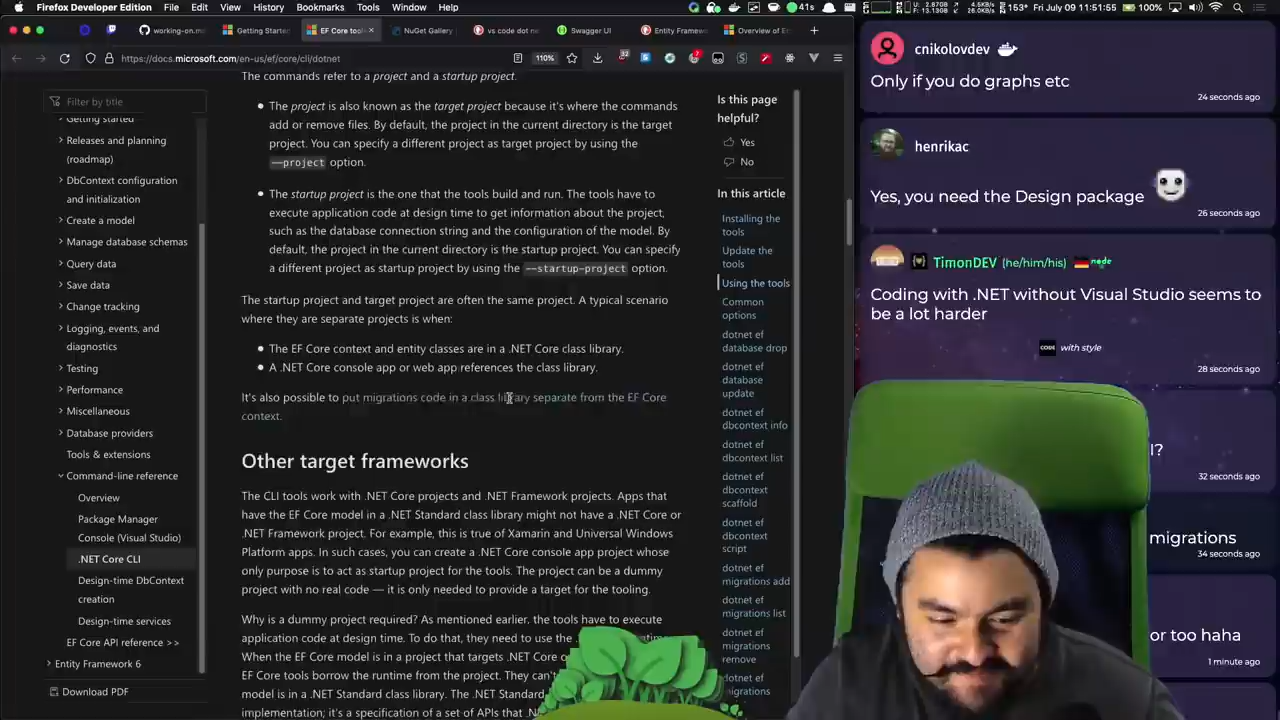 Firefox Developer Edition File Edit View History Bookmarks Tools Window Help
41s 153° Fri July 09 11:51:55 100%
working-on.m
Getting Starte
EF Core tool
NuGet Gallery
vs code dot ne
Swagger UI
Entity Framew
Overview of E
https://docs.microsoft.com/en-us/ef/core/cli/dotnet
110%
Filter by title
Getting started
Releases and planning
(roadmap)
DbContext configuration
and initialization
Create a model
Manage database schemas
Query data
Save data
Change tracking
Logging, events, and
diagnostics
Testing
Performance
Miscellaneous
Database providers
Tools & extensions
Command-line reference
Overview
Package Manager
Console (Visual Studio)
.NET Core CLI
Design-time DbContext
creation
Design-time services
EF Core API reference >>
Entity Framework 6
Download PDF
The commands refer to a project and a startup project.
The project is also known as the target project because it's where the commands
add or remove files. By default, the project in the current directory is the target
project. You can specify a different project as target project by using the
--project option.
The startup project is the one that the tools build and run. The tools have to
execute application code at design time to get information about the project,
such as the database connection string and the configuration of the model. By
default, the project in the current directory is the startup project. You can specify
a different project as startup project by using the --startup-project option.
The startup project and target project are often the same project. A typical scenario
where they are separate projects is when:
The EF Core context and entity classes are in a .NET Core class library.
A .NET Core console app or web app references the class library.
It's also possible to put migrations code in a class library separate from the EF Core
context.
Other target frameworks
The CLI tools work with .NET Core projects and .NET Framework projects. Apps that
have the EF Core model in a .NET Standard class library might not have a .NET Core or
.NET Framework project. For example, this is true of Xamarin and Universal Windows
Platform apps. In such cases, you can create a .NET Core console app project whose
only purpose is to act as startup project for the tools. The project can be a dummy
project with no real code — it is only needed to provide a target for the tooling.
Why is a dummy project required? As mentioned earlier, the tools have to execute
application code at design time. To do that, they need to use the
When the EF Core model is in a project that targets .NET Core o
EF Core tools borrow the runtime from the project. They can't
model is in a .NET Standard class library. The .NET Standard
implementation; it's a specification of a set of APIs that .N
Is this page
helpful?
Yes
No
In this article
Installing the
tools
Update the
tools
Using the tools
Common
options
dotnet ef
database drop
dotnet ef
database
update
dotnet ef
dbcontext info
dotnet ef
dbcontext list
dotnet ef
dbcontext
scaffold
dotnet ef
dbcontext
script
dotnet ef
migrations add
dotnet ef
migrations list
dotnet ef
migrations
remove
dotnet ef
migrations
cnikolovdev
Only if you do graphs etc
24 seconds ago
henrikac
Yes, you need the Design package
26 seconds ago
TimonDEV (he/him/his)
Coding with .NET without Visual Studio seems to
be a lot harder
CODE with style
28 seconds ago
I?
32 seconds ago
migrations
34 seconds ago
or too haha
1 minute ago